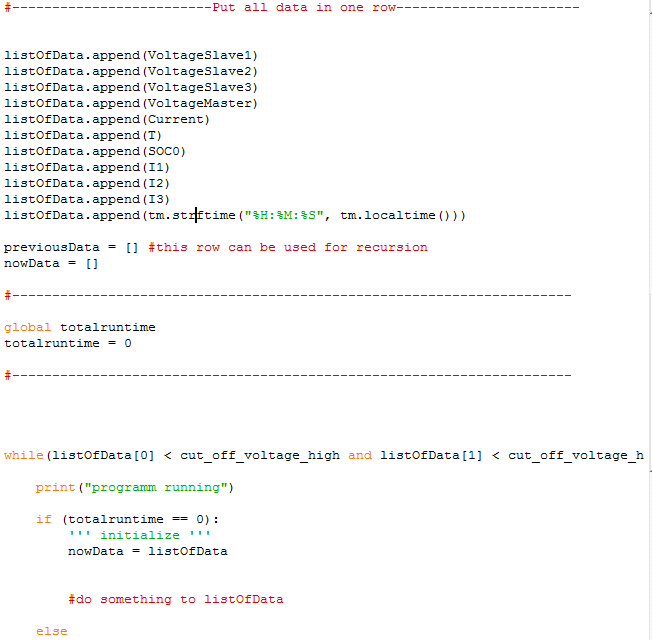 #-------------------------Put all data in one row-----------------------
listOfData.append(VoltageSlave1)
listOfData.append(VoltageSlave2)
listOfData.append(VoltageSlave3)
listOfData.append(VoltageMaster)
listOfData.append(Current)
listOfData.append(T)
listOfData.append(SOC0)
listOfData.append(I1)
listOfData.append(I2)
listOfData.append(I3)
listOfData.append(tm.strftime("%H:%M:%S", tm.localtime()))
previousData = [] #this row can be used for recursion
nowData = []
#----------------------------------------------------------------------
global totalruntime
totalruntime = 0
#----------------------------------------------------------------------
while(listOfData[0] < cut_off_voltage_high and listOfData[1] < cut_off_voltage_h
print("programm running")
if (totalruntime == 0):
''' initialize '''
nowData = listOfData
#do something to listOfData
else